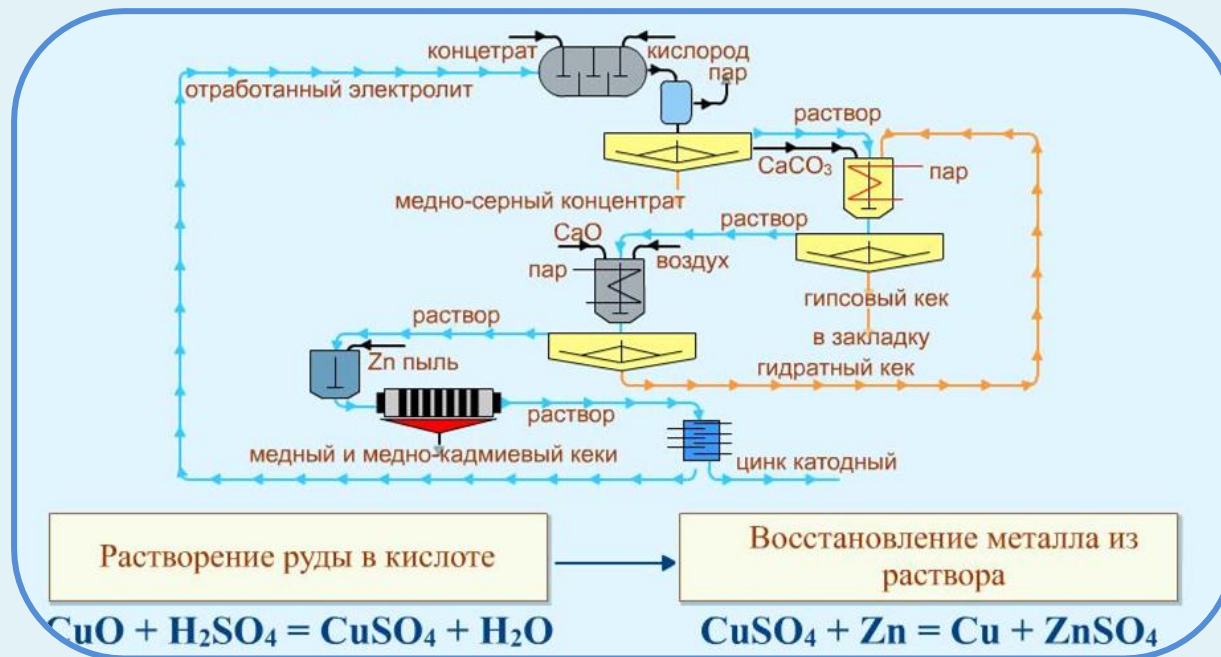 концетрат
кислород
пар
отработанный электролит
раствор
CaCO₃
пар
медно-серный концентрат
раствор
CaO
воздух
пар
гипсовый кек
в закладку
раствор
Zn пыль
гидратный кек
раствор
медный и медно-кадмиевый кеки
цинк катодный
Растворение руды в кислоте
Восстановление металла из
раствора
CuO + H₂SO₄ = CuSO₄ + H₂O
CuSO₄ + Zn = Cu + ZnSO₄